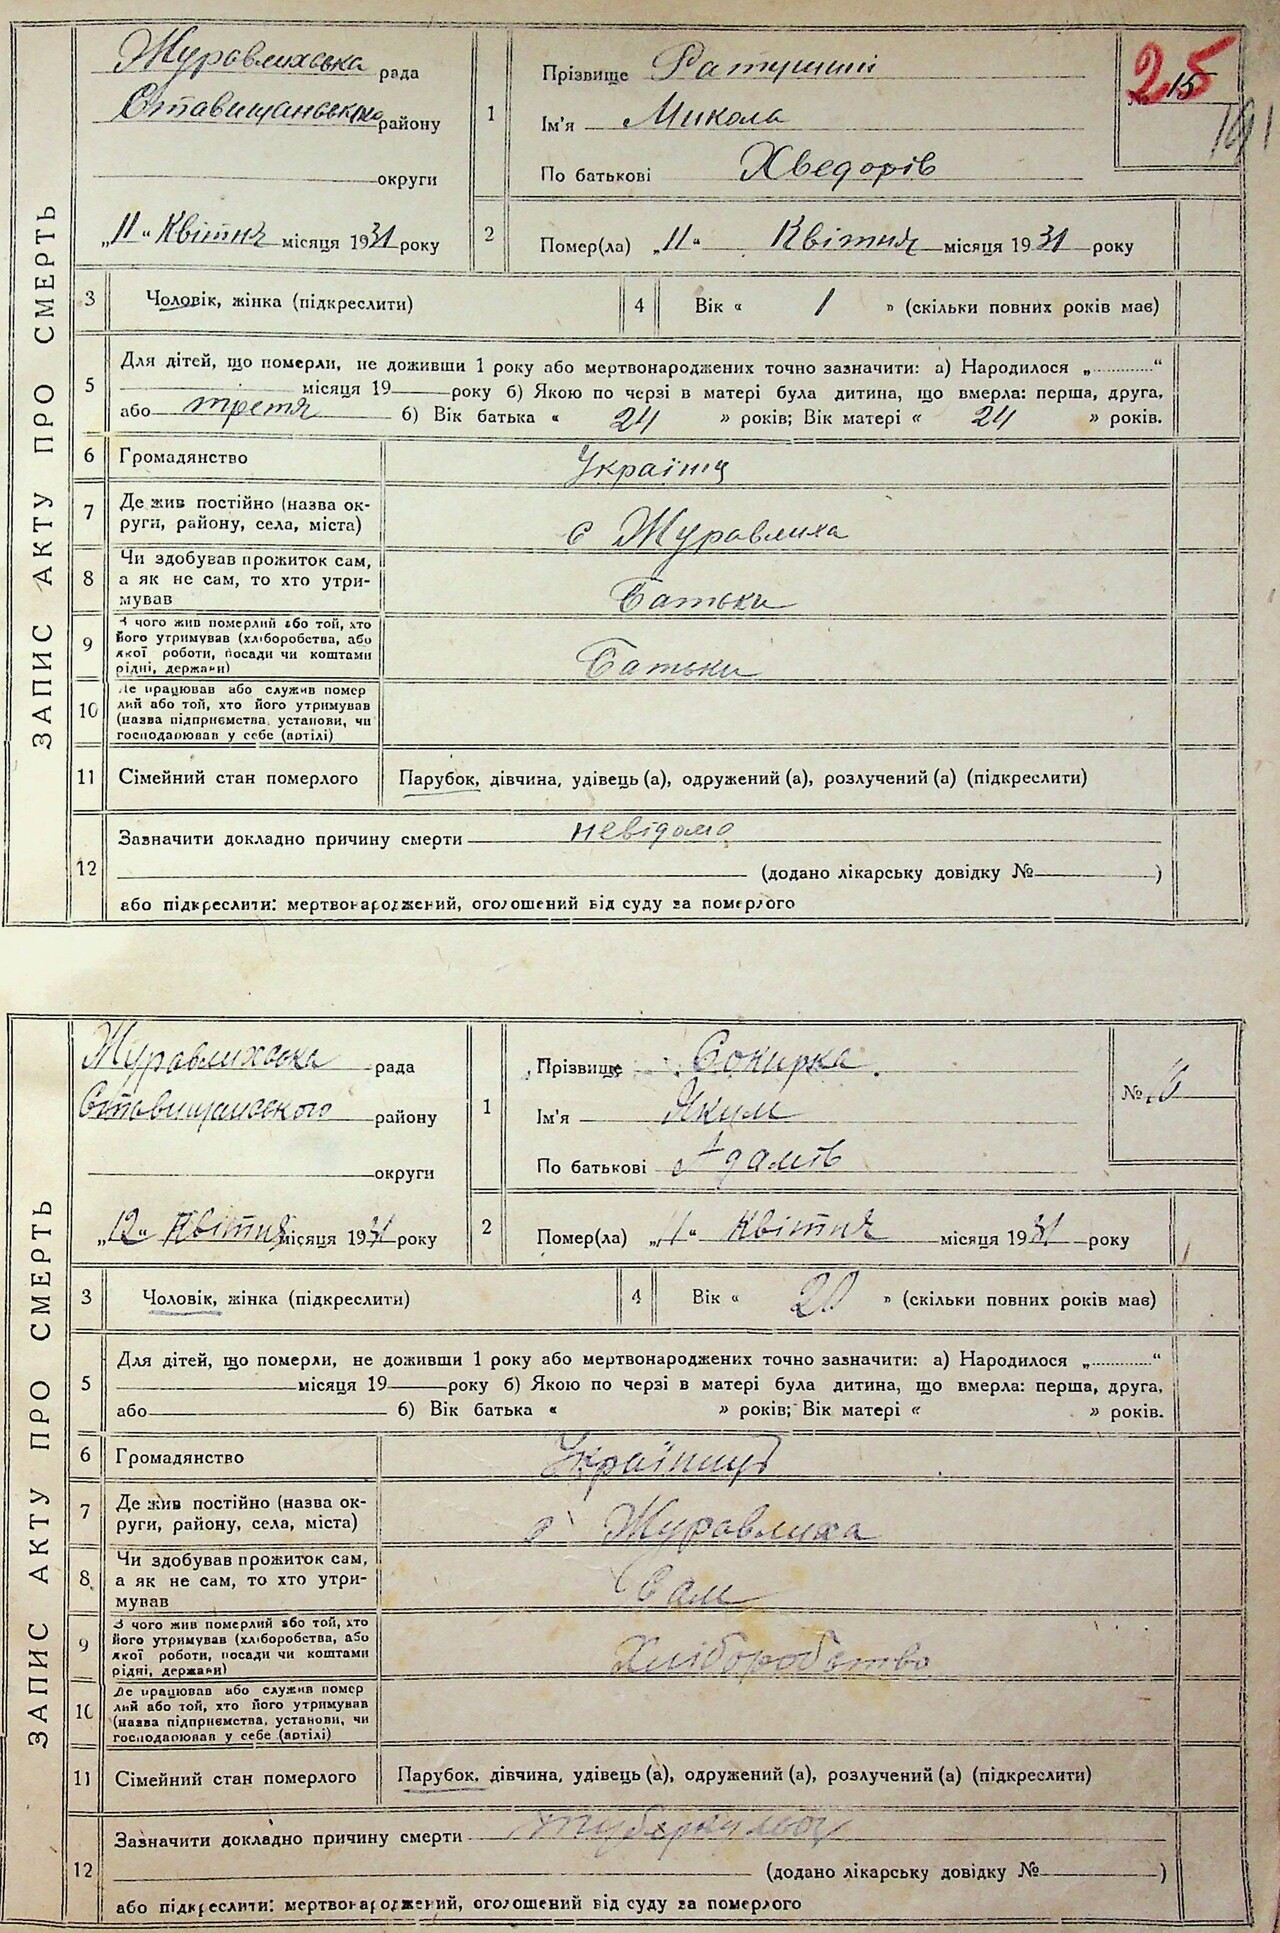 ЗАПИС АКТУ ПРО СМЕРТЬ
Журавлихська рада
Ставищанського району
округи
„11“ Квітня місяця 1931 року
1
Прізвище Ратушний
Ім'я Микола
По батькові Хведорів
25
№ 15
191
2
Помер(ла) „11“ Квітня місяця 1931 року
3
Чоловік, жінка (підкреслити)
4
Вік « 1 » (скільки повних років має)
5
Для дітей, що померли, не доживши 1 року або мертвонароджених точно зазначити: а) Народилося „............“
місяця 19 року б) Якою по черзі в матері була дитина, що вмерла: перша, друга,
або третя б) Вік батька « 24 » років; Вік матері « 24 » років.
6
Громадянство
7
Де жив постійно (назва ок-
руги, району, села, міста)
с Журавлиха
8
Чи здобував прожиток сам,
а як не сам, то хто утри-
мував
Батьки
9
З чого жив померлий або той, хто
його утримував (хліборобства, або
якої роботи, посади чи коштами
рідні, держави)
Батьки
10
Де працював або служив помер
лий або той, хто його утримував
(назва підприємства, установи, чи
господарював у себе (артілі)
11
Сімейний стан померлого
Парубок, дівчина, удівець (а), одружений (а), розлучений (а) (підкреслити)
12
Зазначити докладно причину смерти невідомо
(додано лікарську довідку № )
або підкреслити: мертвонароджений, оголошений від суду за померлого
ЗАПИС АКТУ ПРО СМЕРТЬ
Журавлихська рада
Ставищанського району
округи
„12“ Квітня місяця 1931 року
1
Прізвище Сокирка
Ім'я Яким
По батькові Адамів
№
2
Помер(ла) „11“ Квітня місяця 1931 року
3
Чоловік, жінка (підкреслити)
4
Вік « 20 » (скільки повних років має)
5
Для дітей, що померли, не доживши 1 року або мертвонароджених точно зазначити: а) Народилося „............“
місяця 19 року б) Якою по черзі в матері була дитина, що вмерла: перша, друга,
або б) Вік батька « » років; Вік матері « » років.
6
Громадянство
7
Де жив постійно (назва ок-
руги, району, села, міста)
с Журавлиха
8
Чи здобував прожиток сам,
а як не сам, то хто утри-
мував
Сам
9
З чого жив померлий або той, хто
його утримував (хліборобства, або
якої роботи, посади чи коштами
рідні, держави)
Хліборобство
10
Де працював або служив помер
лий або той, хто його утримував
(назва підприємства, установи, чи
господарював у себе (артілі)
11
Сімейний стан померлого
Парубок, дівчина, удівець (а), одружений (а), розлучений (а) (підкреслити)
12
Зазначити докладно причину смерти
(додано лікарську довідку № )
або підкреслити: мертвонароджений, оголошений від суду за померлого